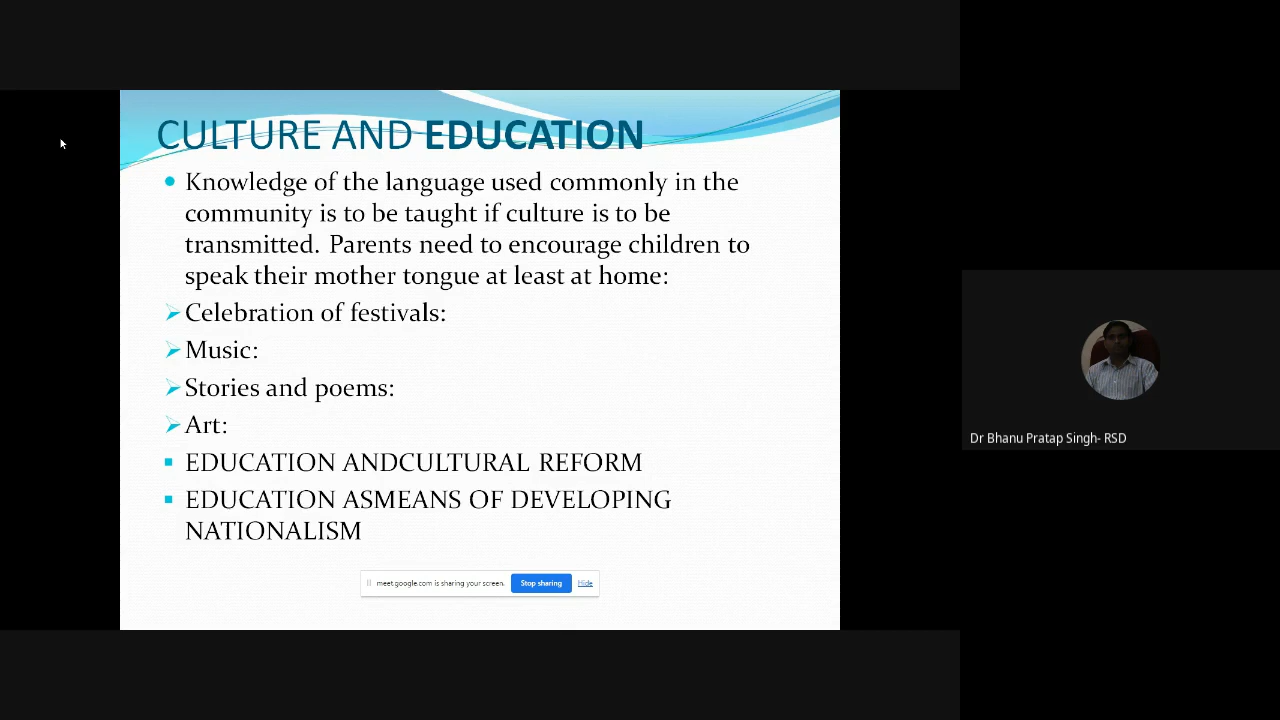 CULTURE AND EDUCATION
Knowledge of the language used commonly in the
community is to be taught if culture is to be
transmitted. Parents need to encourage children to
speak their mother tongue at least at home:
Celebration of festivals:
Music:
Stories and poems:
Art:
EDUCATION ANDCULTURAL REFORM
EDUCATION ASMEANS OF DEVELOPING
NATIONALISM
meet.google.com is sharing your screen. Stop sharing Hide
Dr Bhanu Pratap Singh- RSD